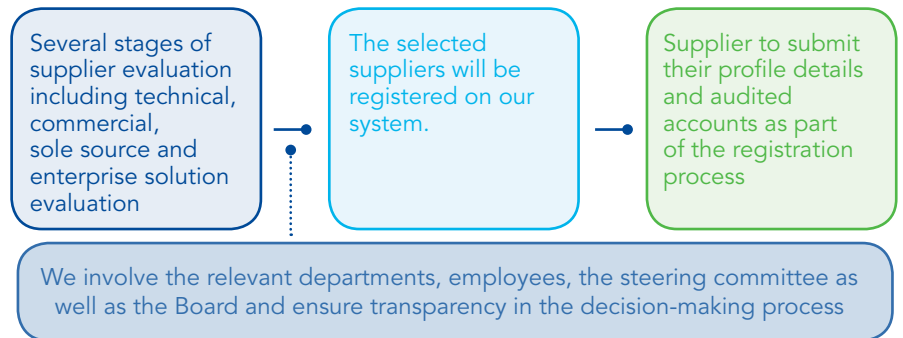 Several stages of
supplier evaluation
including technical,
commercial,
sole source and
enterprise solution
evaluation
The selected
suppliers will be
registered on our
system.
Supplier to submit
their profile details
and audited
accounts as part
of the registration
process
We involve the relevant departments, employees, the steering committee as
well as the Board and ensure transparency in the decision-making process